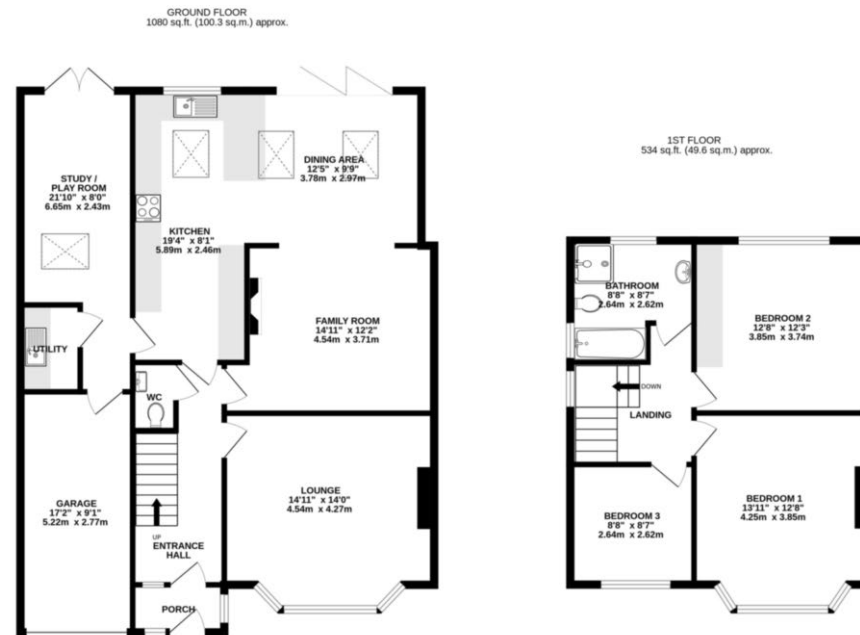 GROUND FLOOR
1080 sq.ft. (100.3 sq.m.) approx.
STUDY /
PLAY ROOM
21'10" x 8'0"
6.65m x 2.43m
DINING AREA
12'5" x 9'9"
3.78m x 2.97m
KITCHEN
19'4" x 8'1"
5.89m x 2.46m
FAMILY ROOM
14'11" x 12'2"
4.54m x 3.71m
UTILITY
WC
LOUNGE
14'11" x 14'0"
4.54m x 4.27m
GARAGE
17'2" x 9'1"
5.22m x 2.77m
UP
ENTRANCE
HALL
PORCH
1ST FLOOR
534 sq.ft. (49.6 sq.m.) approx.
BATHROOM
8'8" x 8'7"
2.64m x 2.62m
BEDROOM 2
12'8" x 12'3"
3.85m x 3.74m
DOWN
LANDING
BEDROOM 3
8'8" x 8'7"
2.64m x 2.62m
BEDROOM 1
13'11" x 12'8"
4.25m x 3.85m